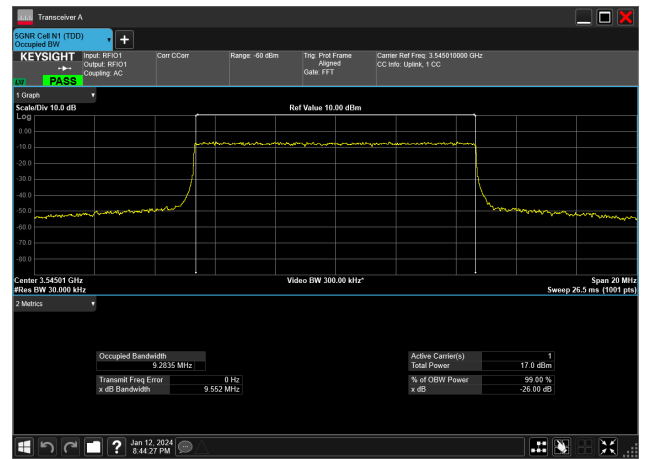 Transceiver A
5GNR Cell N1 (TDD)
Occupied BW
KEYSIGHT
LW
PASS
Input: RFIO1
Output: RFIO1
Coupling: AC
Corr CCorr
Range: -60 dBm
Trig: Prot Frame
Aligned
Gate: FFT
Carrier Ref Freq: 3.545010000 GHz
CC Info: Uplink, 1 CC
1 Graph
Scale/Div 10.0 dB
Ref Value 10.00 dBm
Log
0.00
-10.0
-20.0
-30.0
-40.0
-50.0
-60.0
-70.0
-80.0
Center 3.54501 GHz
Video BW 300.00 kHz*
Span 20 MHz
#Res BW 30.000 kHz
Sweep 26.5 ms (1001 pts)
2 Metrics
Occupied Bandwidth
9.2835 MHz
Transmit Freq Error 0 Hz
x dB Bandwidth 9.552 MHz
Active Carrier(s) 1
Total Power 17.0 dBm
% of OBW Power 99.00 %
x dB -26.00 dB
Jan 12, 2024
8:44:27 PM